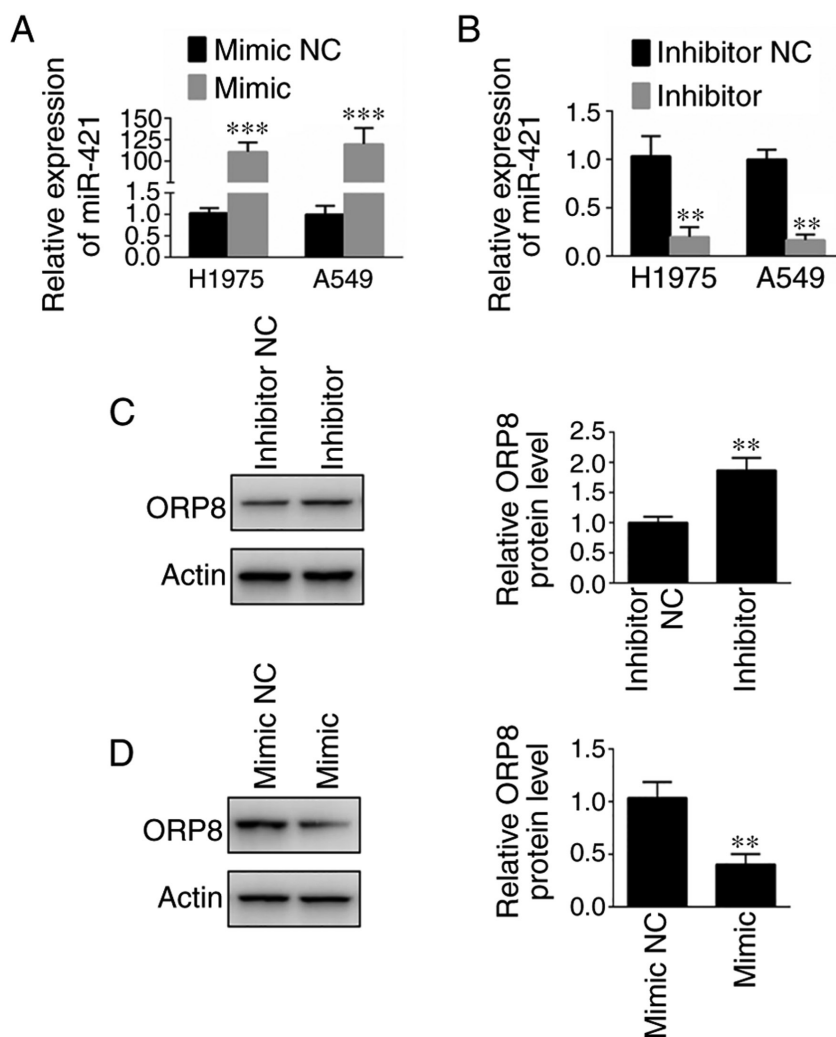 A
Mimic NC
Mimic
Relative expression
of miR-421
150
125
100
1.5
1.0
0.5
0.0
***
***
H1975
A549
B
Inhibitor NC
Inhibitor
Relative expression
of miR-421
1.5
1.0
0.5
0.0
**
**
H1975
A549
C
Inhibitor NC
Inhibitor
ORP8
Actin
Relative ORP8
protein level
2.5
2.0
1.5
1.0
0.5
0.0
**
Inhibitor
NC
Inhibitor
D
Mimic NC
Mimic
ORP8
Actin
Relative ORP8
protein level
1.5
1.0
0.5
0.0
**
Mimic NC
Mimic